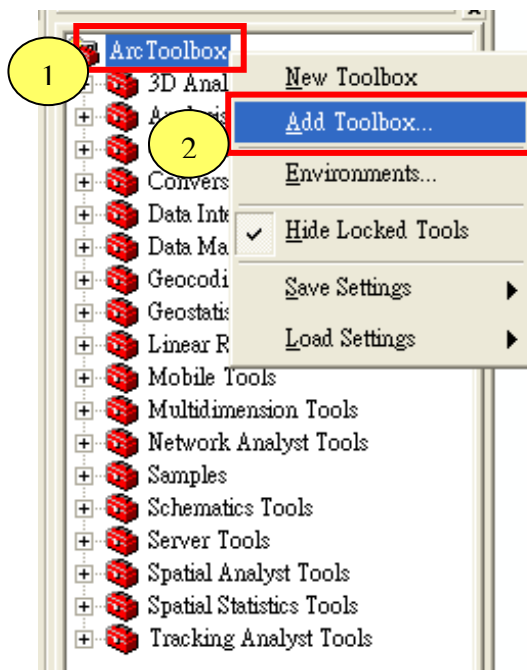 ArcToolbox
1
3D Anal
New Toolbox
Add Toolbox...
2
Convers
Environments...
Data Inte
Data Ma
Hide Locked Tools
Geocodi
Geostatis
Save Settings
Linear R
Load Settings
Mobile Tools
Multidimension Tools
Network Analyst Tools
Samples
Schematics Tools
Server Tools
Spatial Analyst Tools
Spatial Statistics Tools
Tracking Analyst Tools